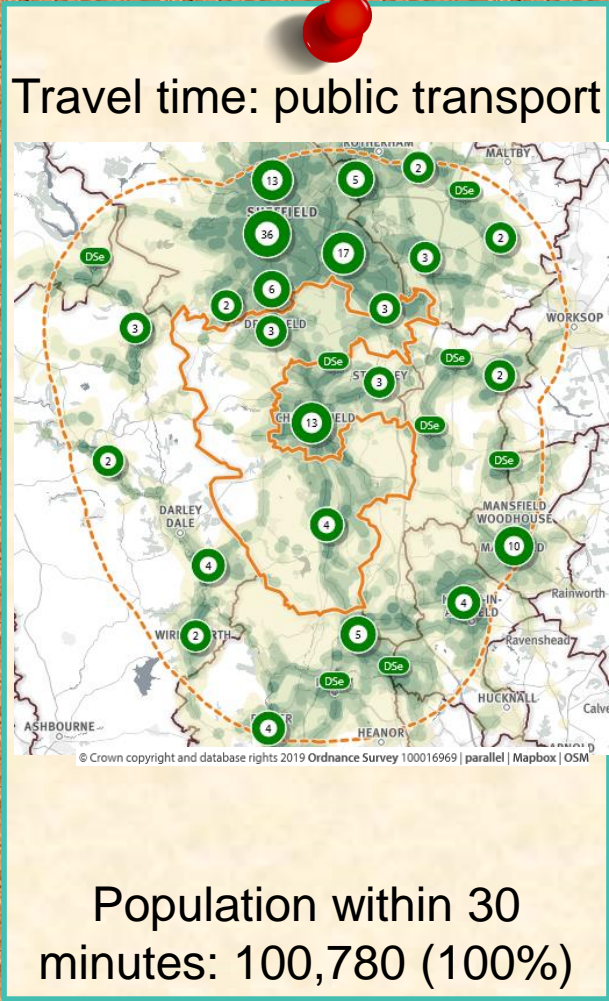 Travel time: public transport
ROTHERHAM
MALTBY
13
5
2
DSe
SHEFFIELD
36
17
2
DSe
3
6
2
3
3
3
WORKSOP
DSe
DSe
3
2
13
DSe
2
DSe
DARLEY
DALE
4
MANSFIELD
WOODHOUSE
10
4
4
Rainworth
2
5
Ravenshead
DSe
DSe
HUCKNALL
Calve
ASHBOURNE
4
HEANOR
ARNOLD
© Crown copyright and database rights 2019 Ordnance Survey 100016969 | parallel | Mapbox | OSM
Population within 30
minutes: 100,780 (100%)